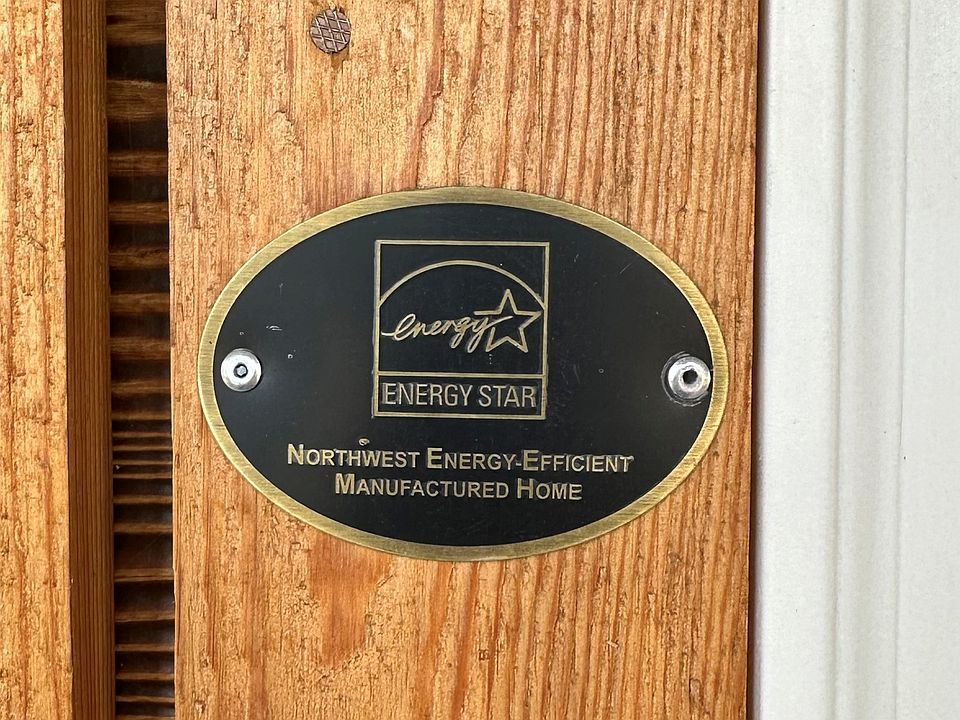 energy
ENERGY STAR
NORTHWEST ENERGY-EFFICIENT
MANUFACTURED HOME